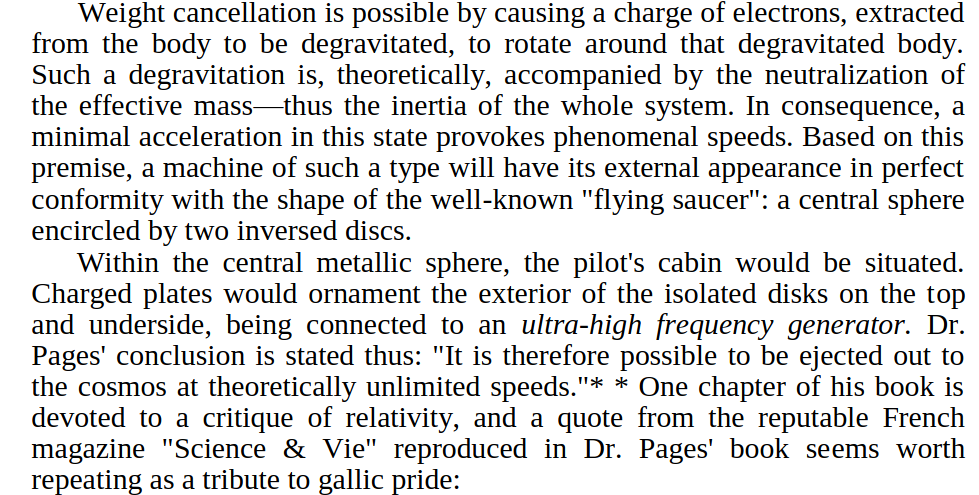 Weight cancellation is possible by causing a charge of electrons, extracted
from the body to be degravitated, to rotate around that degravitated body.
Such a degravitation is, theoretically, accompanied by the neutralization of
the effective mass—thus the inertia of the whole system. In consequence, a
minimal acceleration in this state provokes phenomenal speeds. Based on this
premise, a machine of such a type will have its external appearance in perfect
conformity with the shape of the well-known "flying saucer": a central sphere
encircled by two inversed discs.
Within the central metallic sphere, the pilot's cabin would be situated.
Charged plates would ornament the exterior of the isolated disks on the top
and underside, being connected to an ultra-high frequency generator. Dr.
Pages' conclusion is stated thus: "It is therefore possible to be ejected out to
the cosmos at theoretically unlimited speeds."* * One chapter of his book is
devoted to a critique of relativity, and a quote from the reputable French
magazine "Science & Vie" reproduced in Dr. Pages' book seems worth
repeating as a tribute to gallic pride: